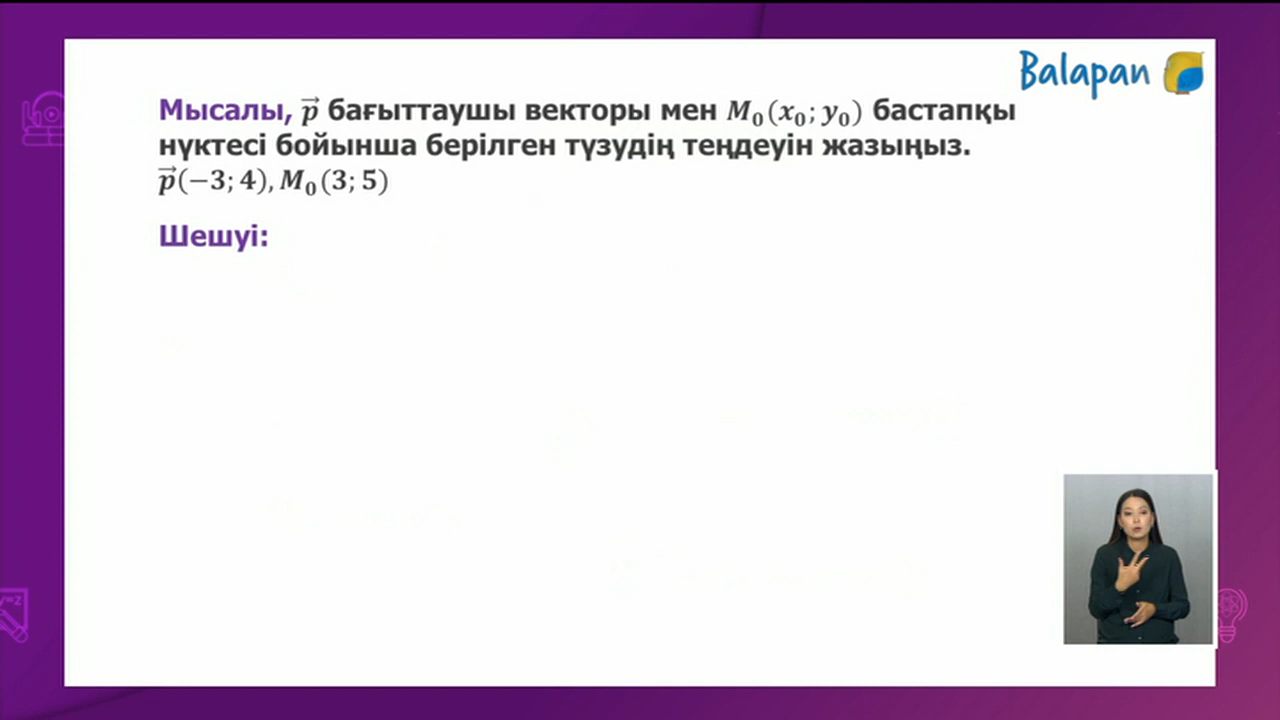 Balapan
Мысалы, p⃗ бағыттаушы векторы мен M₀(x₀; y₀) бастапқы
нүктесі бойынша берілген түзудің теңдеуін жазыңыз.
p⃗(−3; 4), M₀(3; 5)
Шешуі:
y=z